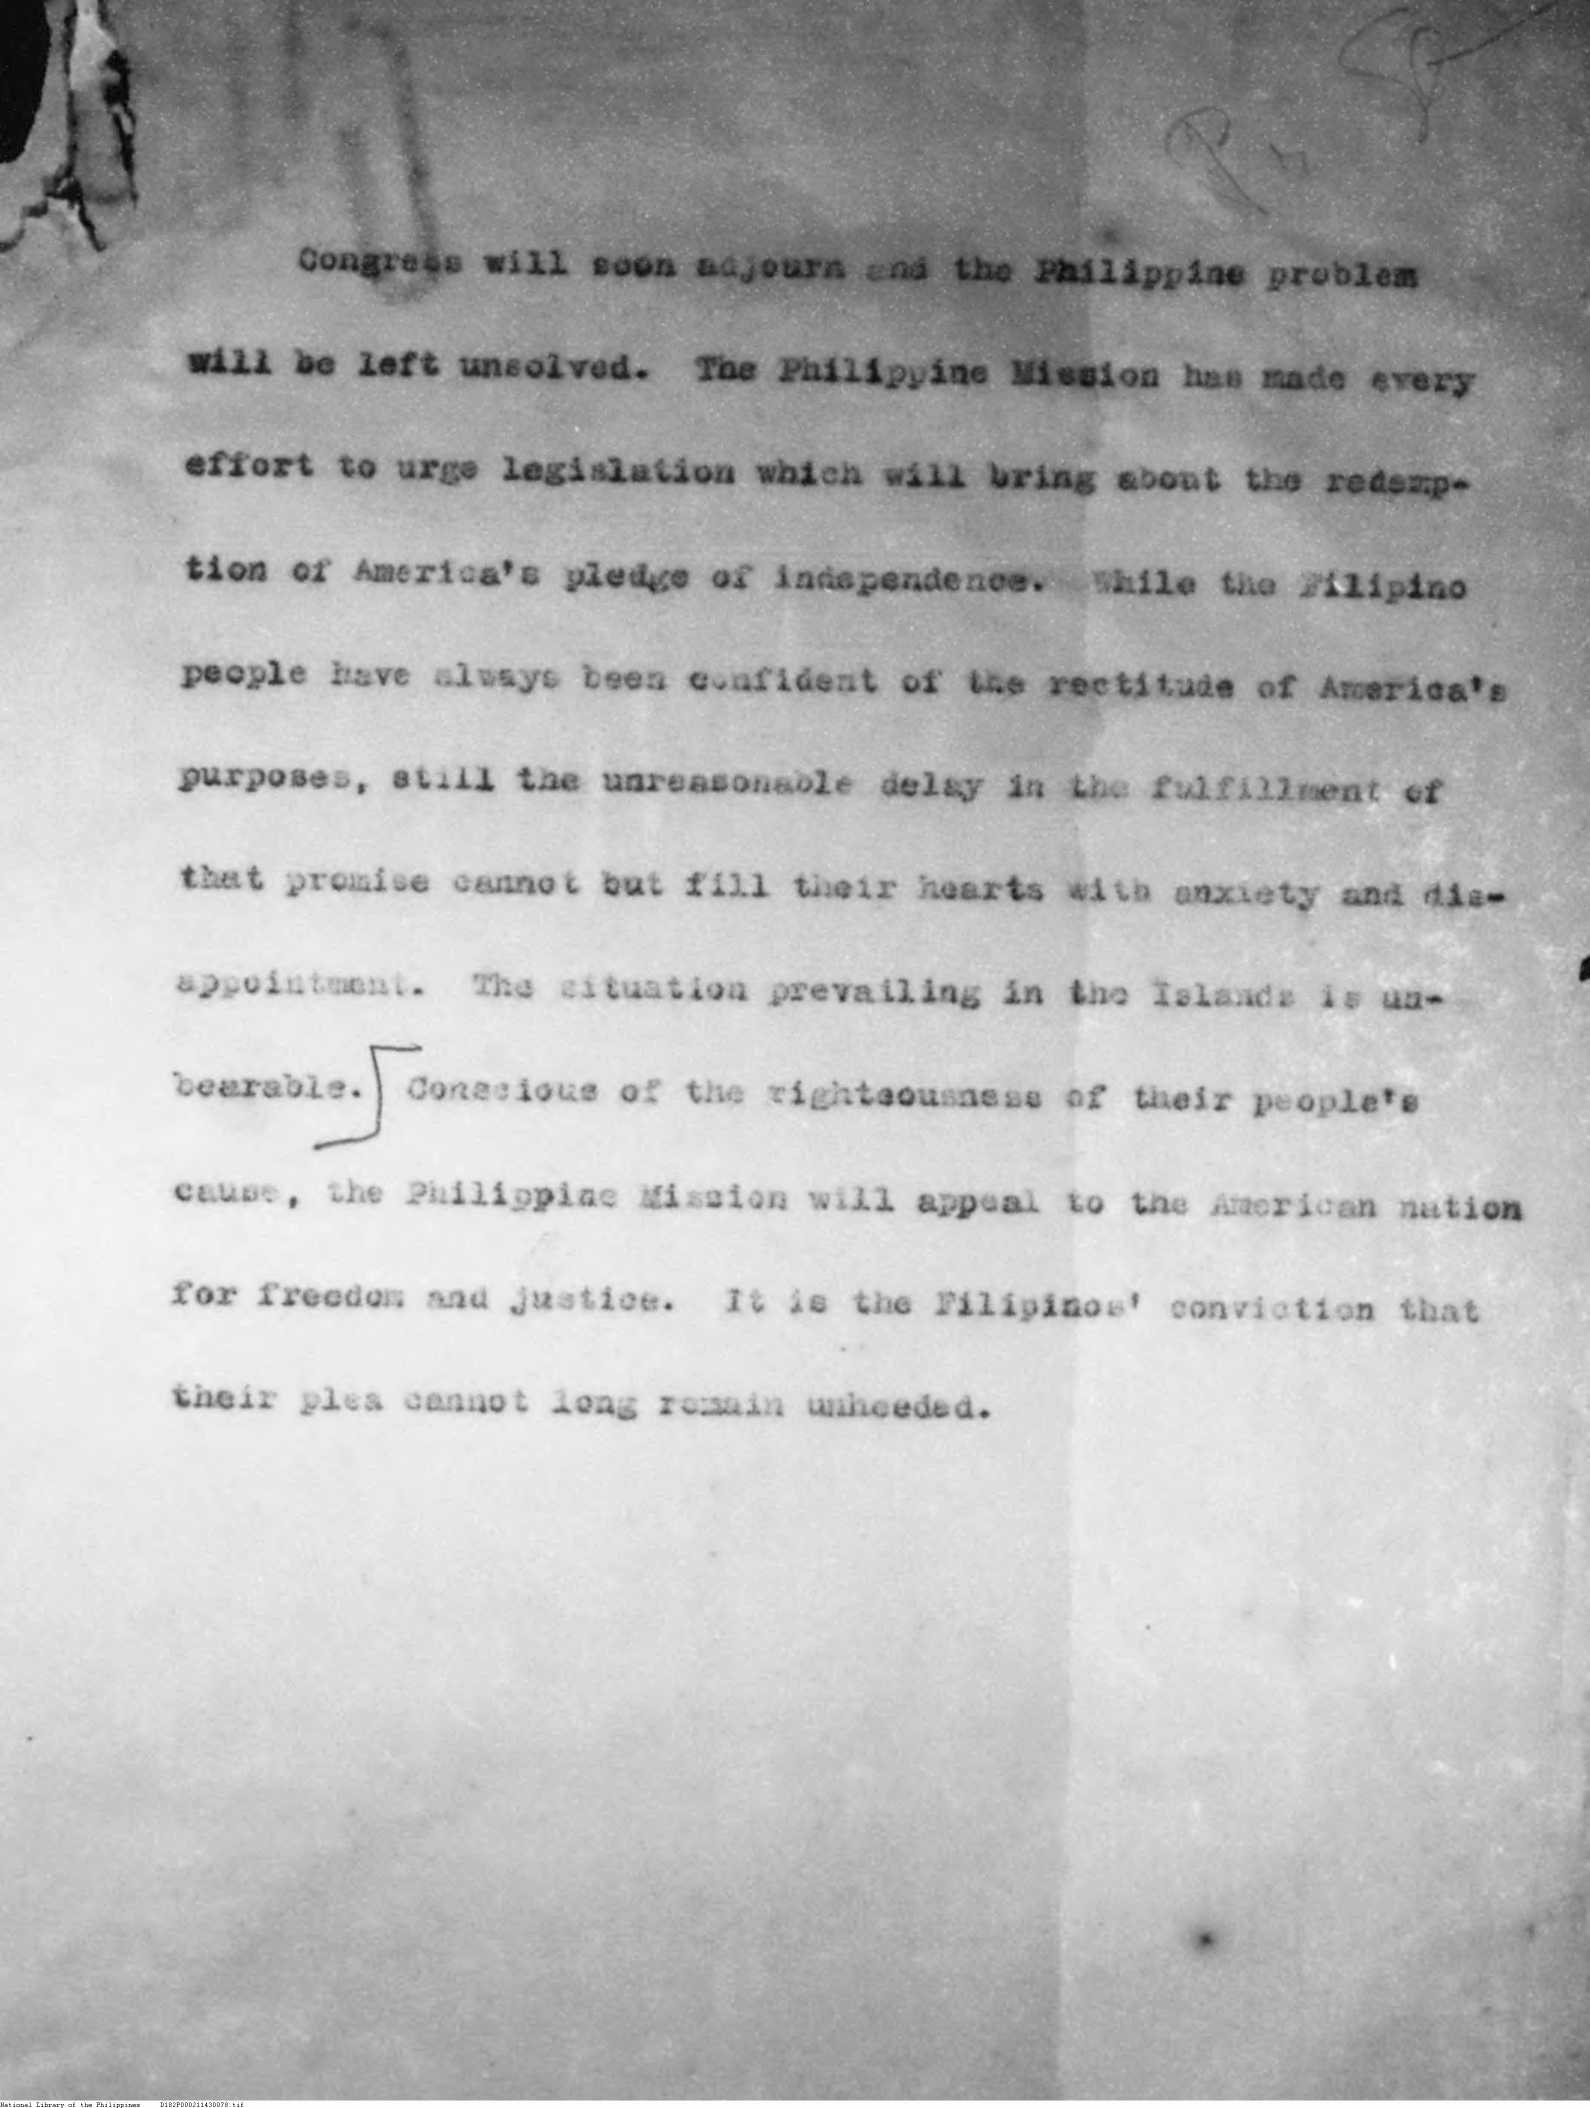 Congress will soon adjourn and the Philippine problem
will be left unsolved. The Philippine Mission has made every
effort to urge legislation which will bring about the redemp-
tion of America's pledge of independence. While the Filipino
people have always been confident of the rectitude of America's
purposes, still the unreasonable delay in the fulfillment of
that promise cannot but fill their hearts with anxiety and dis-
appointment. The situation prevailing in the Islands is un-
bearable. Conscious of the righteousness of their people's
cause, the Philippine Mission will appeal to the American nation
for freedom and justice. It is the Filipinos' conviction that
their plea cannot long remain unheeded.
National Library of the Philippines D182P000211430078.tif